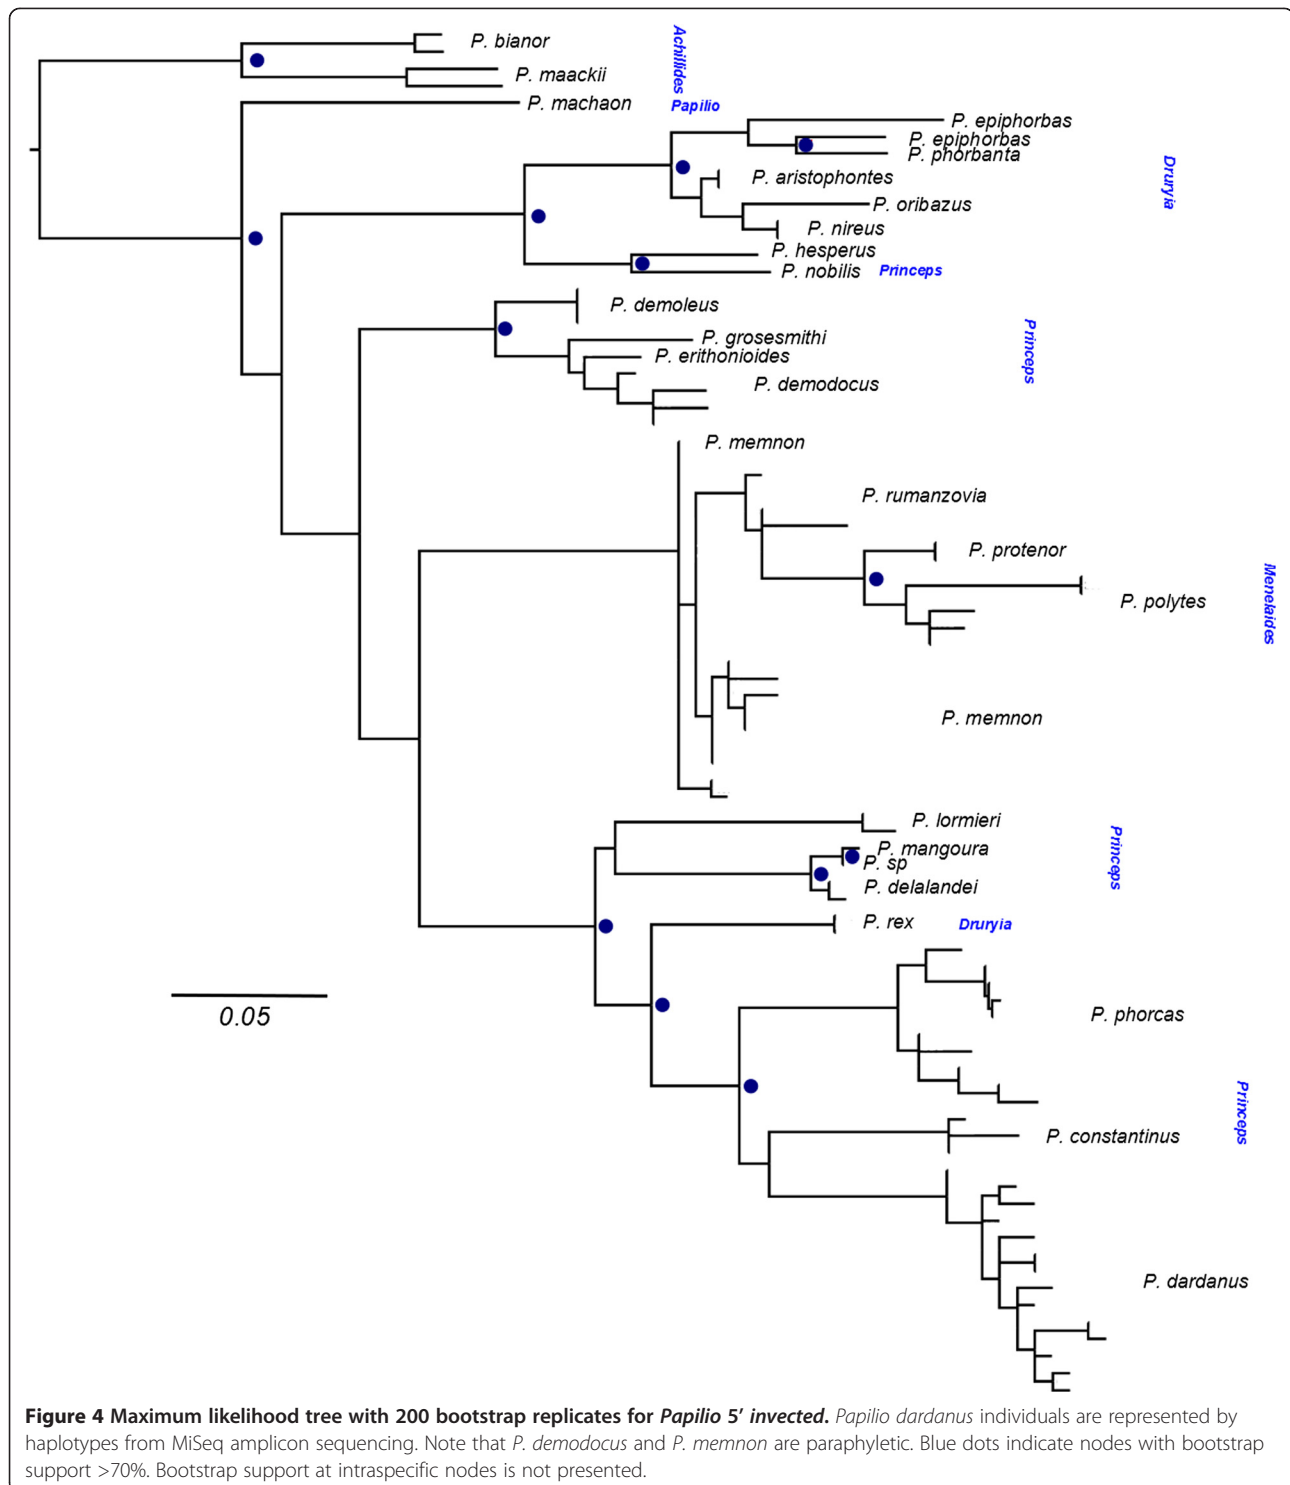 P. bianor
Achillides
P. maackii
P. machaon
Papilio
P. epiphorbas
P. epiphorbas
P. phorbanta
Druryia
P. aristophontes
P. oribazus
P. nireus
P. hesperus
P. nobilis
Princeps
P. demoleus
P. grosesmithi
P. erithonioides
Princeps
P. demodocus
P. memnon
P. rumanzovia
P. protenor
P. polytes
Menelaides
P. memnon
P. lormieri
P. mangoura
P. sp
P. delalandei
Princeps
P. rex
Druryia
0.05
P. phorcas
P. constantinus
Princeps
P. dardanus
Figure 4 Maximum likelihood tree with 200 bootstrap replicates for Papilio 5’ invected. Papilio dardanus individuals are represented by
haplotypes from MiSeq amplicon sequencing. Note that P. demodocus and P. memnon are paraphyletic. Blue dots indicate nodes with bootstrap
support >70%. Bootstrap support at intraspecific nodes is not presented.